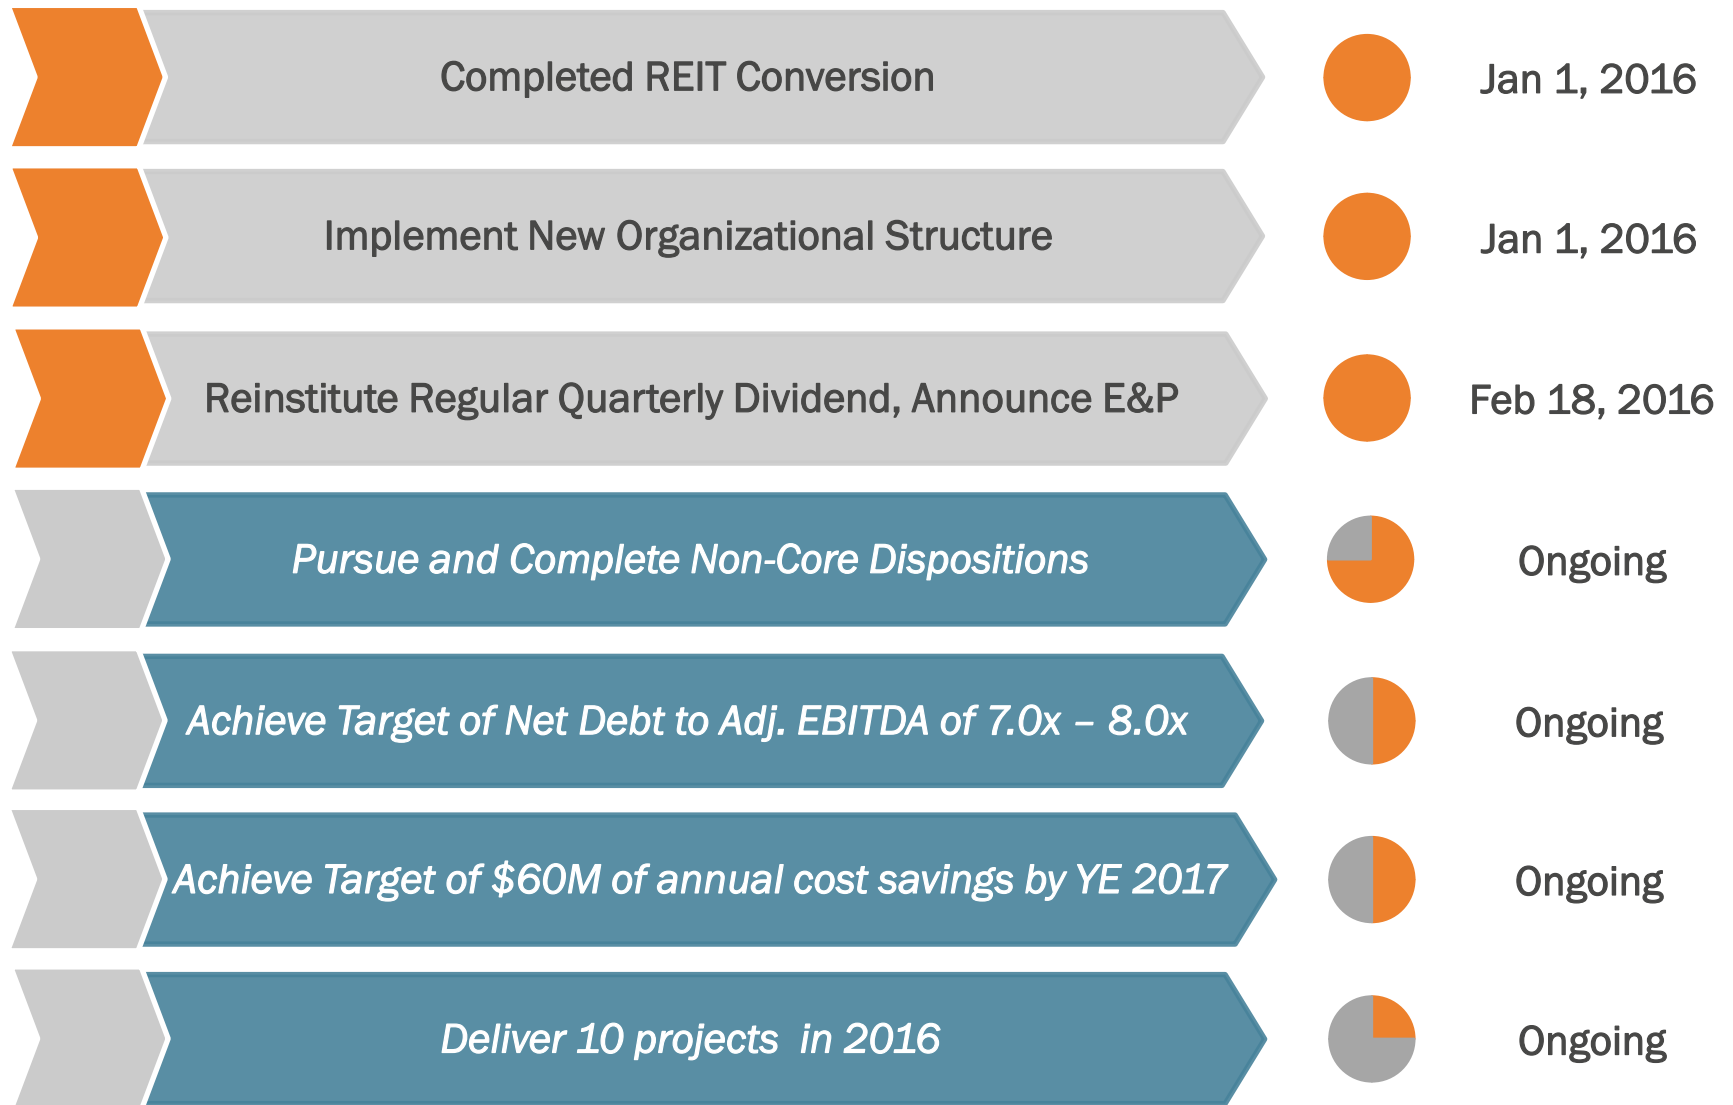 Completed REIT Conversion
Jan 1, 2016
Implement New Organizational Structure
Jan 1, 2016
Reinstitute Regular Quarterly Dividend, Announce E&P
Feb 18, 2016
Pursue and Complete Non-Core Dispositions
Ongoing
Achieve Target of Net Debt to Adj. EBITDA of 7.0x – 8.0x
Ongoing
Achieve Target of $60M of annual cost savings by YE 2017
Ongoing
Deliver 10 projects  in 2016
Ongoing